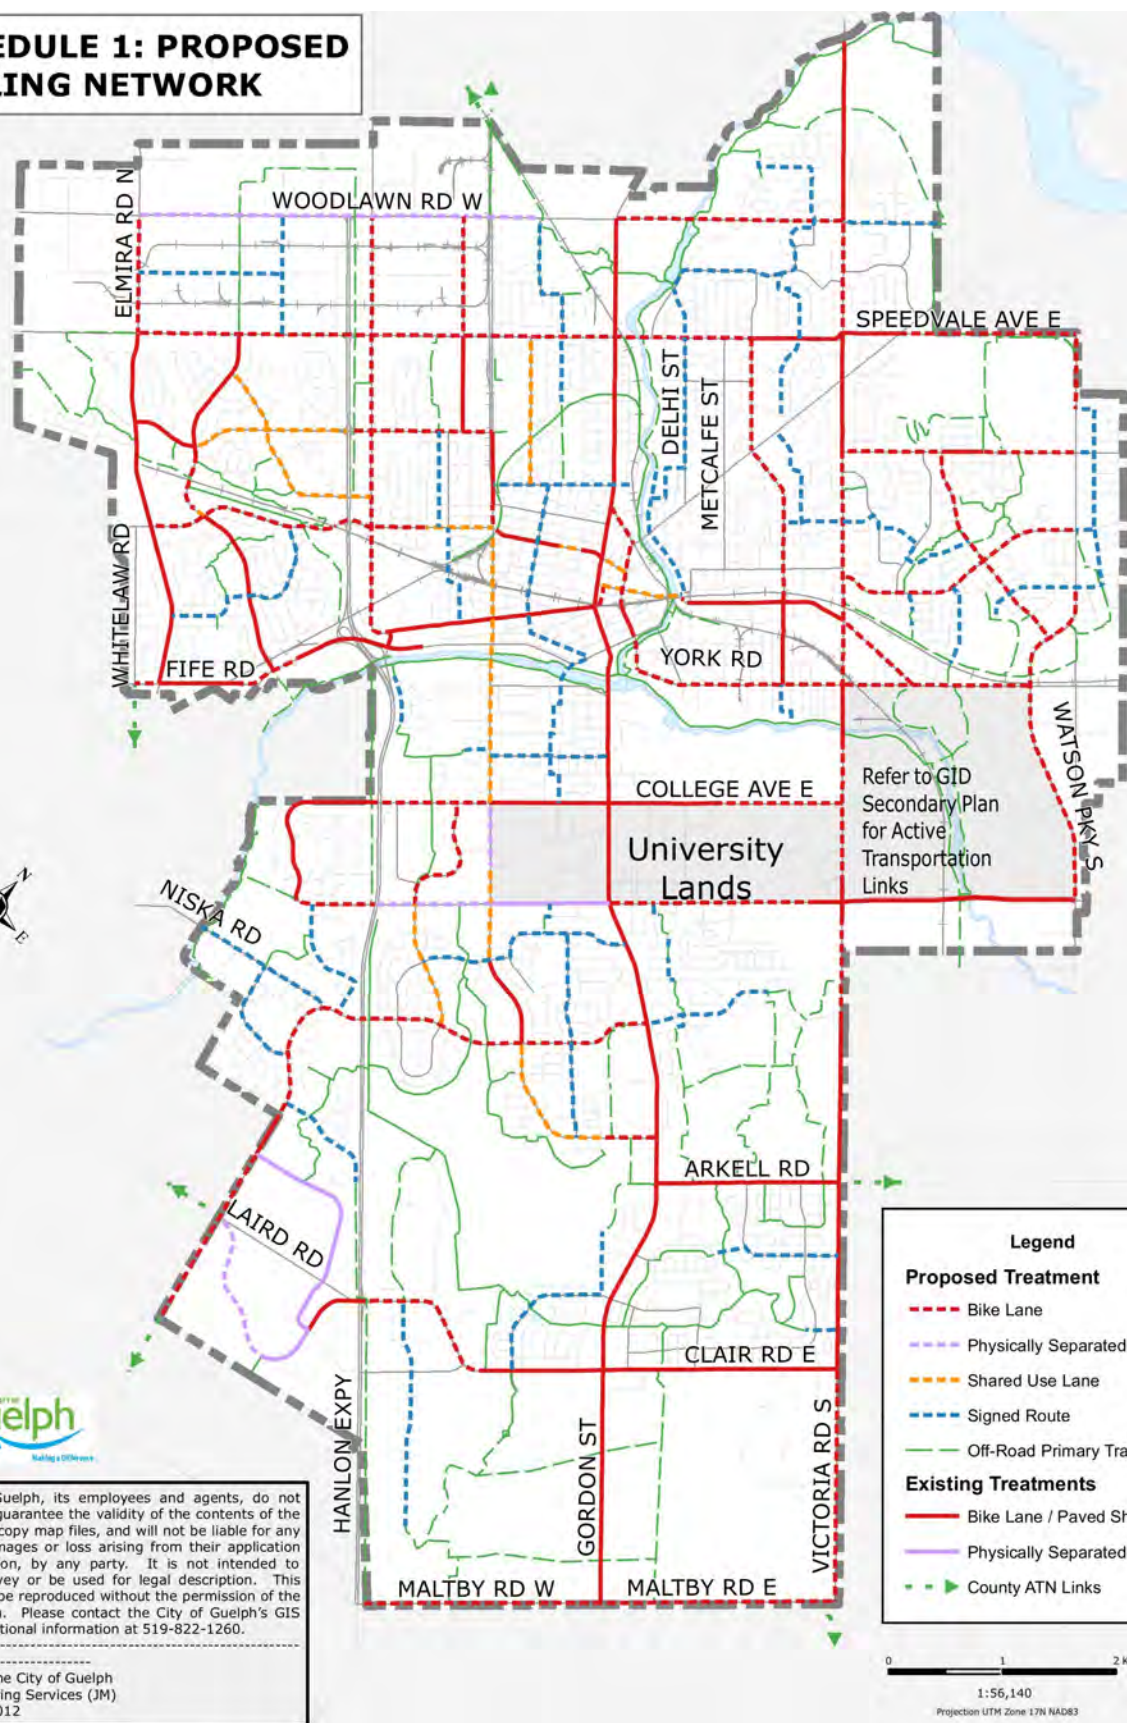 EDULE 1: PROPOSED
LING NETWORK
WOODLAWN RD W
ELMIRA RD N
SPEEDVALE AVE E
DELHI ST
METCALFE ST
WHITELAW RD
FIFE RD
YORK RD
WATSON PKY S
COLLEGE AVE E
Refer to GID
Secondary Plan
for Active
Transportation
Links
University
Lands
NISKA RD
N
E
ARKELL RD
LAIRD RD
CLAIR RD E
HANLON EXPY
GORDON ST
VICTORIA RD S
MALTBY RD W
MALTBY RD E
Legend
Proposed Treatment
Bike Lane
Physically Separated
Shared Use Lane
Signed Route
Off-Road Primary Tra
Existing Treatments
Bike Lane / Paved Sh
Physically Separated
County ATN Links
0 1 2 K
1:56,140
Projection UTM Zone 17N NAD83
elph
Making a Difference
Guelph, its employees and agents, do not
guarantee the validity of the contents of the
copy map files, and will not be liable for any
mages or loss arising from their application
on, by any party. It is not intended to
vey or be used for legal description. This
be reproduced without the permission of the
. Please contact the City of Guelph's GIS
tional information at 519-822-1260.
he City of Guelph
ring Services (JM)
012